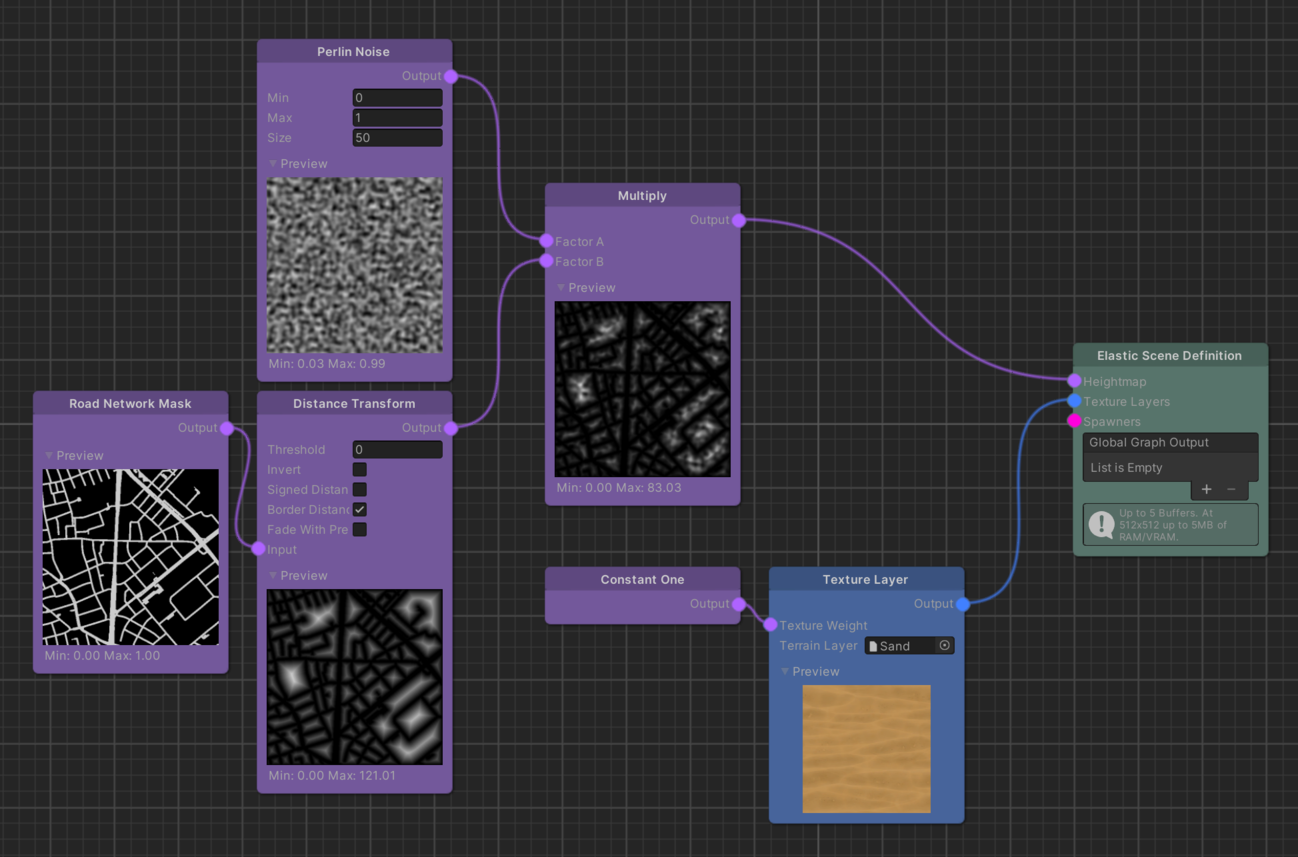 Perlin Noise
Output
Min 0
Max 1
Size 50
Preview
Min: 0.03 Max: 0.99
Road Network Mask
Output
Preview
Min: 0.00 Max: 1.00
Distance Transform
Output
Threshold 0
Invert
Signed Distan
Border Distanc
Fade With Pre
Input
Preview
Min: 0.00 Max: 121.01
Multiply
Output
Factor A
Factor B
Preview
Min: 0.00 Max: 83.03
Constant One
Output
Texture Layer
Output
Texture Weight
Terrain Layer Sand
Preview
Elastic Scene Definition
Heightmap
Texture Layers
Spawners
Global Graph Output
List is Empty
+ −
Up to 5 Buffers. At
512x512 up to 5MB of
RAM/VRAM.